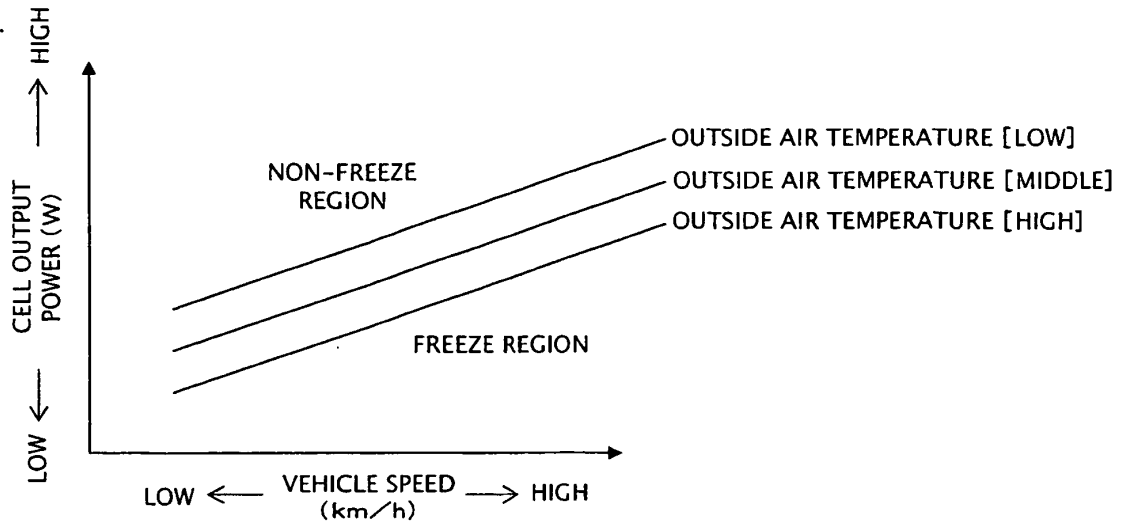 HIGH
CELL OUTPUT
POWER (W)
LOW
NON-FREEZE
REGION
OUTSIDE AIR TEMPERATURE [LOW]
OUTSIDE AIR TEMPERATURE [MIDDLE]
OUTSIDE AIR TEMPERATURE [HIGH]
FREEZE REGION
LOW
VEHICLE SPEED
(km/h)
HIGH